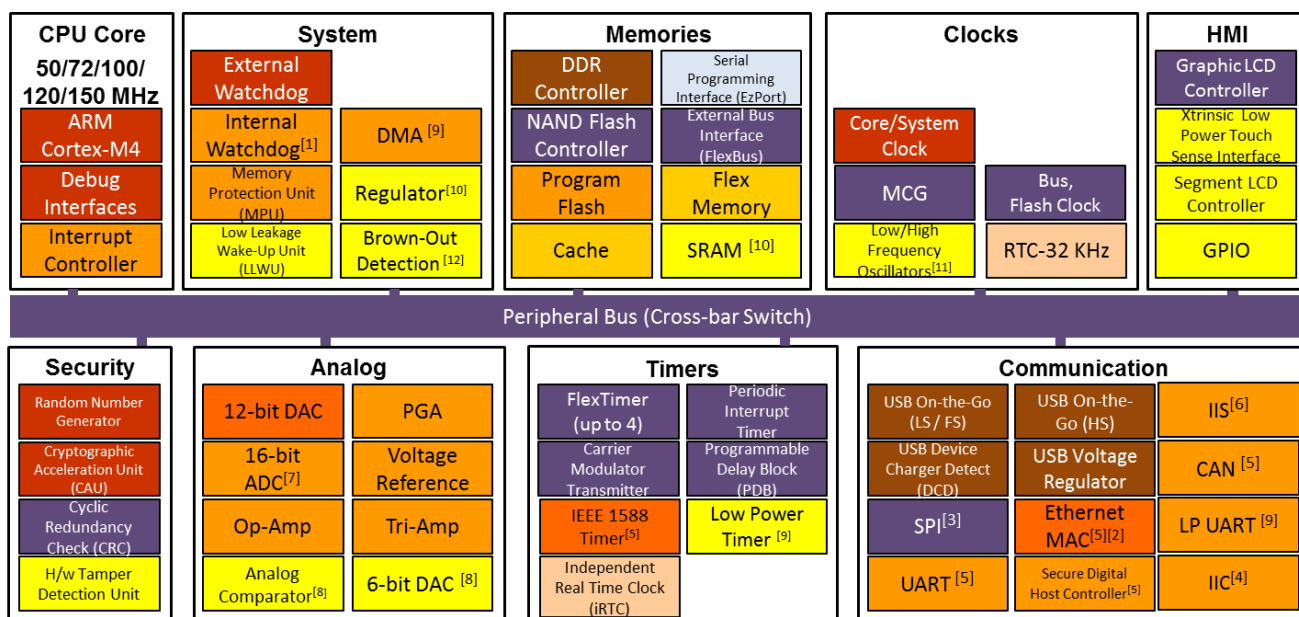 CPU Core
50/72/100/
120/150 MHz
ARM
Cortex-M4
Debug
Interfaces
Interrupt
Controller
System
External
Watchdog
Internal
Watchdog[1]
DMA [9]
Memory
Protection Unit
(MPU)
Regulator[10]
Low Leakage
Wake-Up Unit
(LLWU)
Brown-Out
Detection [12]
Memories
DDR
Controller
Serial
Programming
Interface (EzPort)
NAND Flash
Controller
External Bus
Interface
(FlexBus)
Program
Flash
Flex
Memory
Cache
SRAM [10]
Clocks
Core/System
Clock
MCG
Bus,
Flash Clock
Low/High
Frequency
Oscillators[11]
RTC-32 KHz
HMI
Graphic LCD
Controller
Xtrinsic Low
Power Touch
Sense Interface
Segment LCD
Controller
GPIO
Peripheral Bus (Cross-bar Switch)
Security
Random Number
Generator
Cryptographic
Acceleration Unit
(CAU)
Cyclic
Redundancy
Check (CRC)
H/w Tamper
Detection Unit
Analog
12-bit DAC
PGA
16-bit
ADC[7]
Voltage
Reference
Op-Amp
Tri-Amp
Analog
Comparator[8]
6-bit DAC [8]
Timers
FlexTimer
(up to 4)
Periodic
Interrupt
Timer
Carrier
Modulator
Transmitter
Programmable
Delay Block
(PDB)
IEEE 1588
Timer[5]
Low Power
Timer [9]
Independent
Real Time Clock
(iRTC)
Communication
USB On-the-Go
(LS / FS)
USB On-the-
Go (HS)
IIS[6]
USB Device
Charger Detect
(DCD)
USB Voltage
Regulator
CAN [5]
SPI[3]
Ethernet
MAC[5][2]
LP UART [9]
UART [5]
Secure Digital
Host Controller[5]
IIC[4]